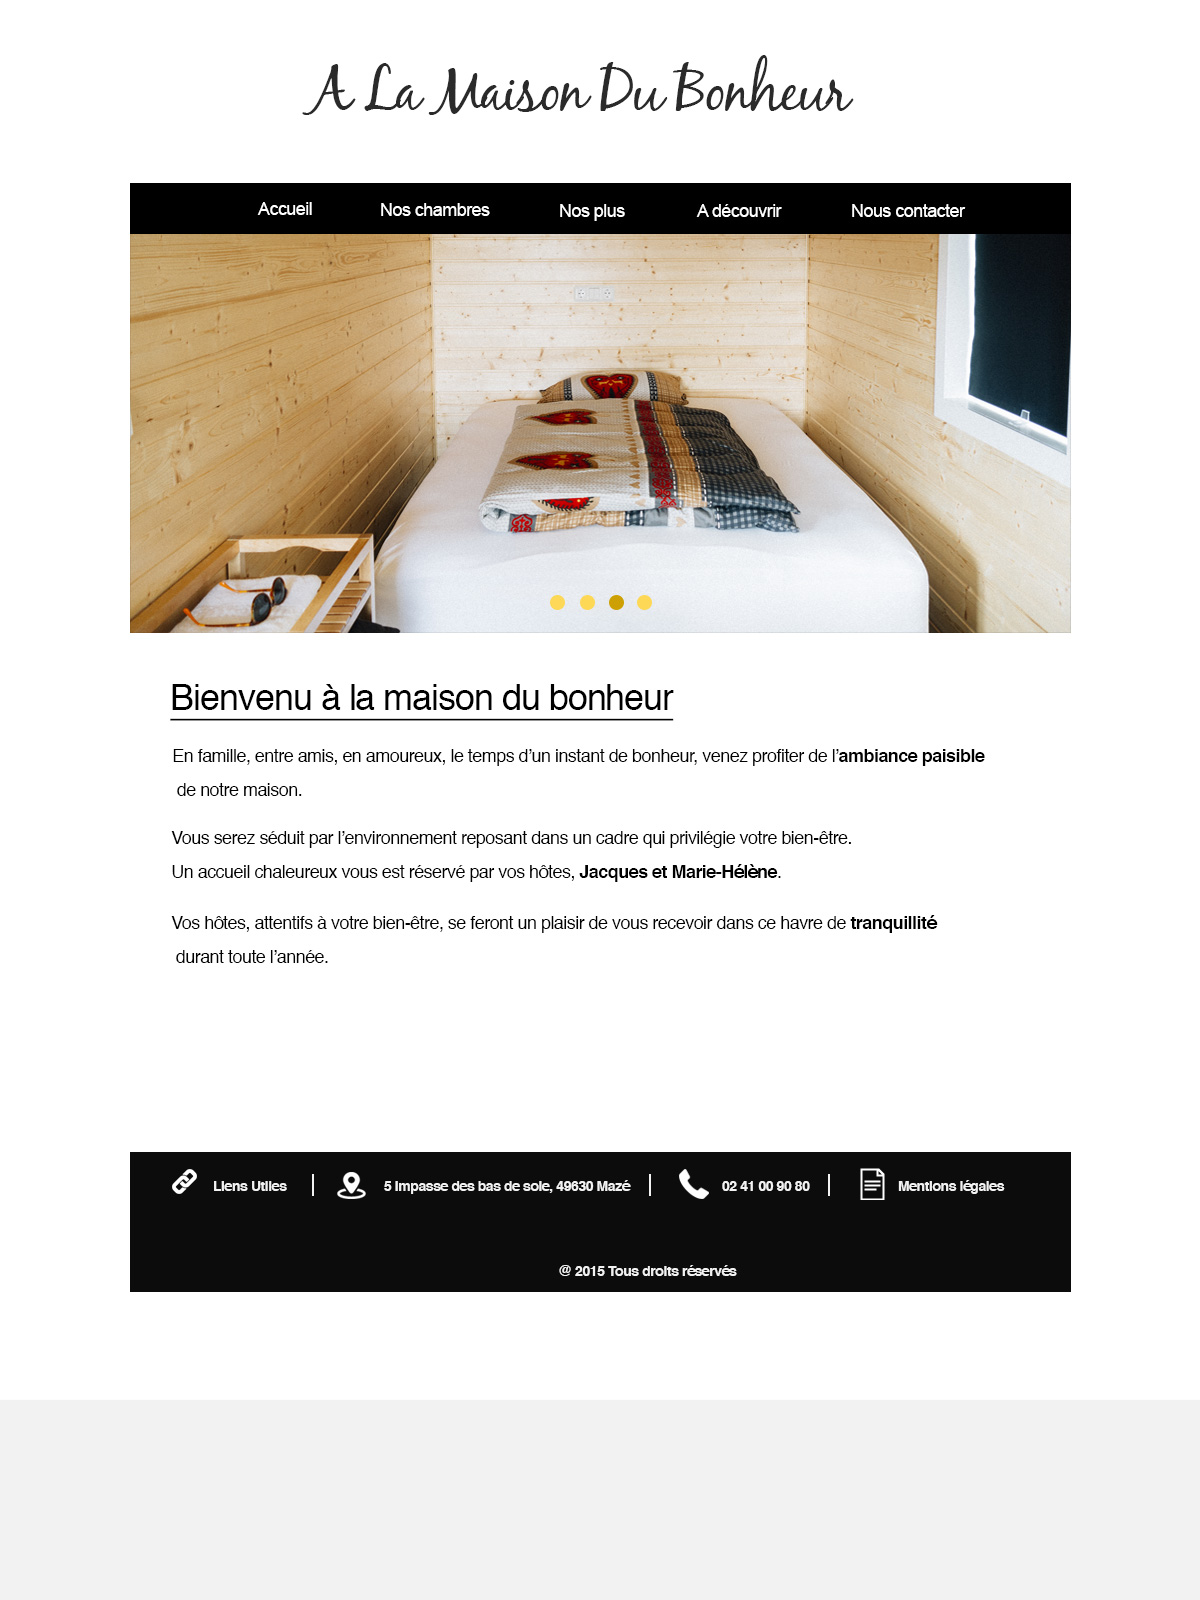 A La Maison Du Bonheur
Accueil
Nos chambres
Nos plus
A découvrir
Nous contacter
Bienvenu à la maison du bonheur
En famille, entre amis, en amoureux, le temps d’un instant de bonheur, venez profiter de l’ambiance paisible
de notre maison.
Vous serez séduit par l’environnement reposant dans un cadre qui privilégie votre bien-être.
Un accueil chaleureux vous est réservé par vos hôtes, Jacques et Marie-Hélène.
Vos hôtes, attentifs à votre bien-être, se feront un plaisir de vous recevoir dans ce havre de tranquillité
durant toute l’année.
Liens Utiles
5 Impasse des bas de sole, 49630 Mazé
02 41 00 90 80
Mentions légales
@ 2015 Tous droits réservés